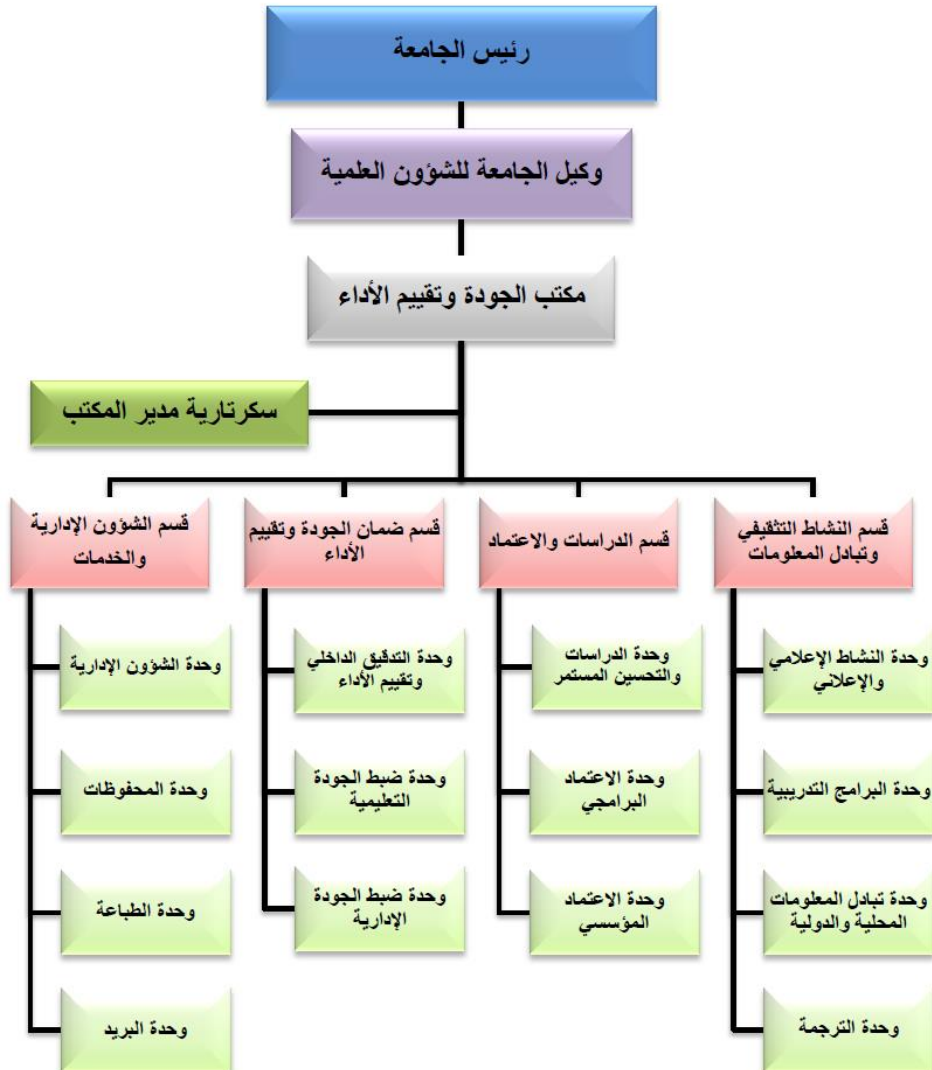 رئيس الجامعة
وكيل الجامعة للشؤون العلمية
مكتب الجودة وتقييم الأداء
سكرتارية مدير المكتب
قسم النشاط التثقيفي
وتبادل المعلومات
قسم الدراسات والاعتماد
قسم ضمان الجودة وتقييم
الأداء
قسم الشؤون الإدارية
والخدمات
وحدة النشاط الإعلامي
والإعلاني
وحدة الدراسات
والتحسين المستمر
وحدة التدقيق الداخلي
وتقييم الأداء
وحدة الشؤون الإدارية
وحدة البرامج التدريبية
وحدة الاعتماد
البرامجي
وحدة ضبط الجودة
التعليمية
وحدة المحفوظات
وحدة تبادل المعلومات
المحلية والدولية
وحدة الاعتماد
المؤسسي
وحدة ضبط الجودة
الإدارية
وحدة الطباعة
وحدة الترجمة
وحدة البريد